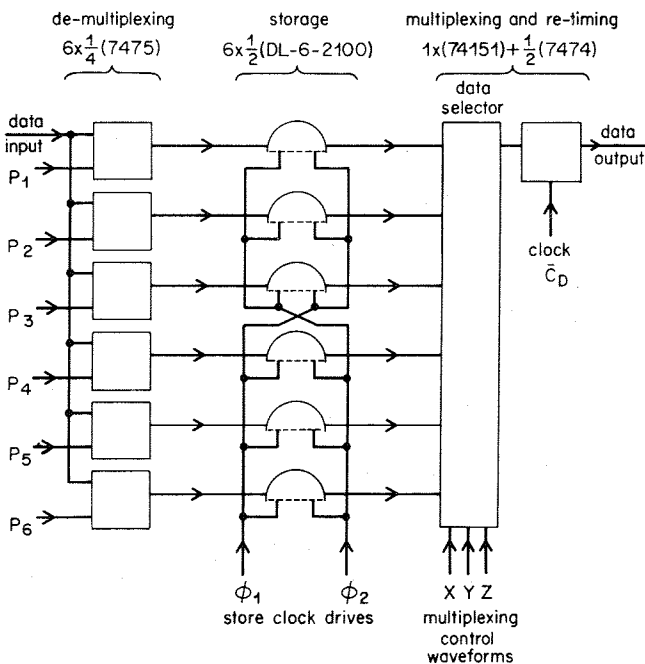 de-multiplexing
6x1/4(7475)
storage
6x1/2(DL-6-2100)
multiplexing and re-timing
1x(74151)+1/2(7474)
data
selector
data
input
data
output
P1
P2
P3
P4
P5
P6
clock
C̄D
ϕ1
ϕ2
store clock drives
X Y Z
multiplexing
control
waveforms